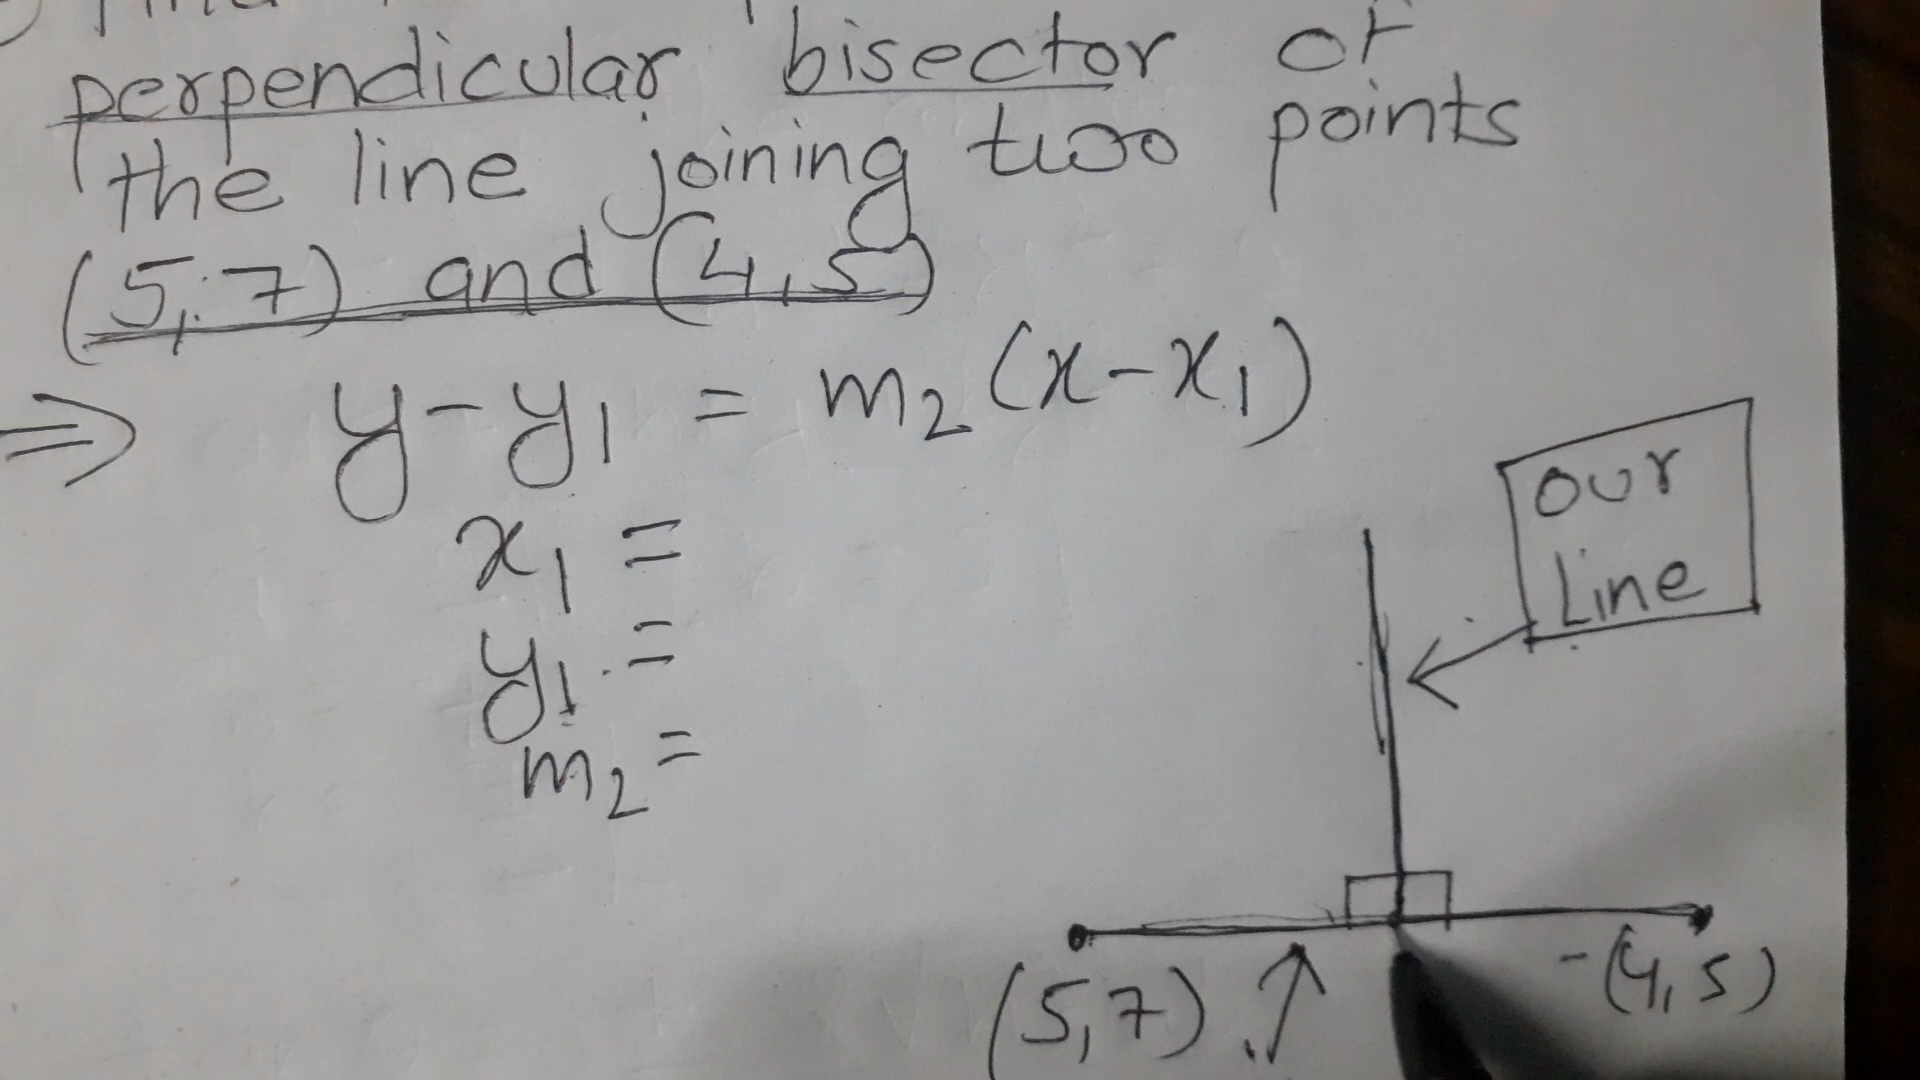 perpendicular bisector of
the line joining two points
(5, 7) and (4, 5)
⇒ y - y₁ = m₂ (x - x₁)
x₁ =
y₁ =
m₂ =
our
Line
(5, 7)
(4, 5)